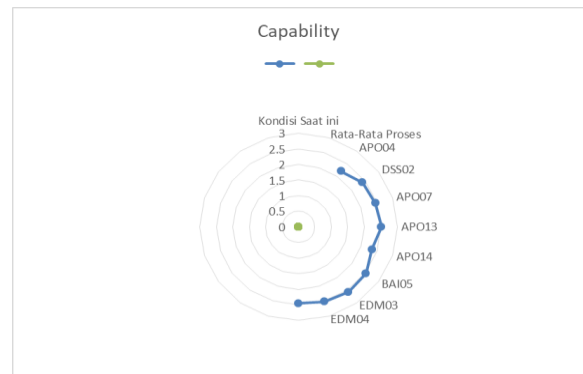 Capability
Kondisi Saat ini
Rata-Rata Proses
APO04
DSS02
APO07
APO13
APO14
BAI05
EDM03
EDM04
3
2.5
2
1.5
1
0.5
0